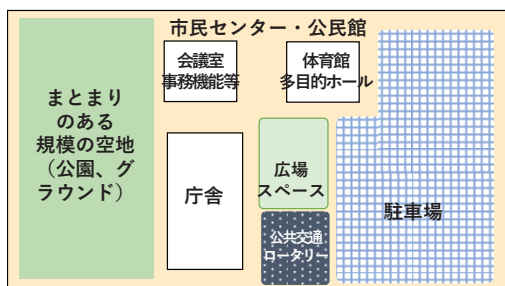 市民センター・公民館
会議室
事務機能等
体育館
多目的ホール
まとまり
のある
規模の空地
（公園、グ
ラウンド）
庁舎
広場
スペース
公共交通
ロータリー
駐車場